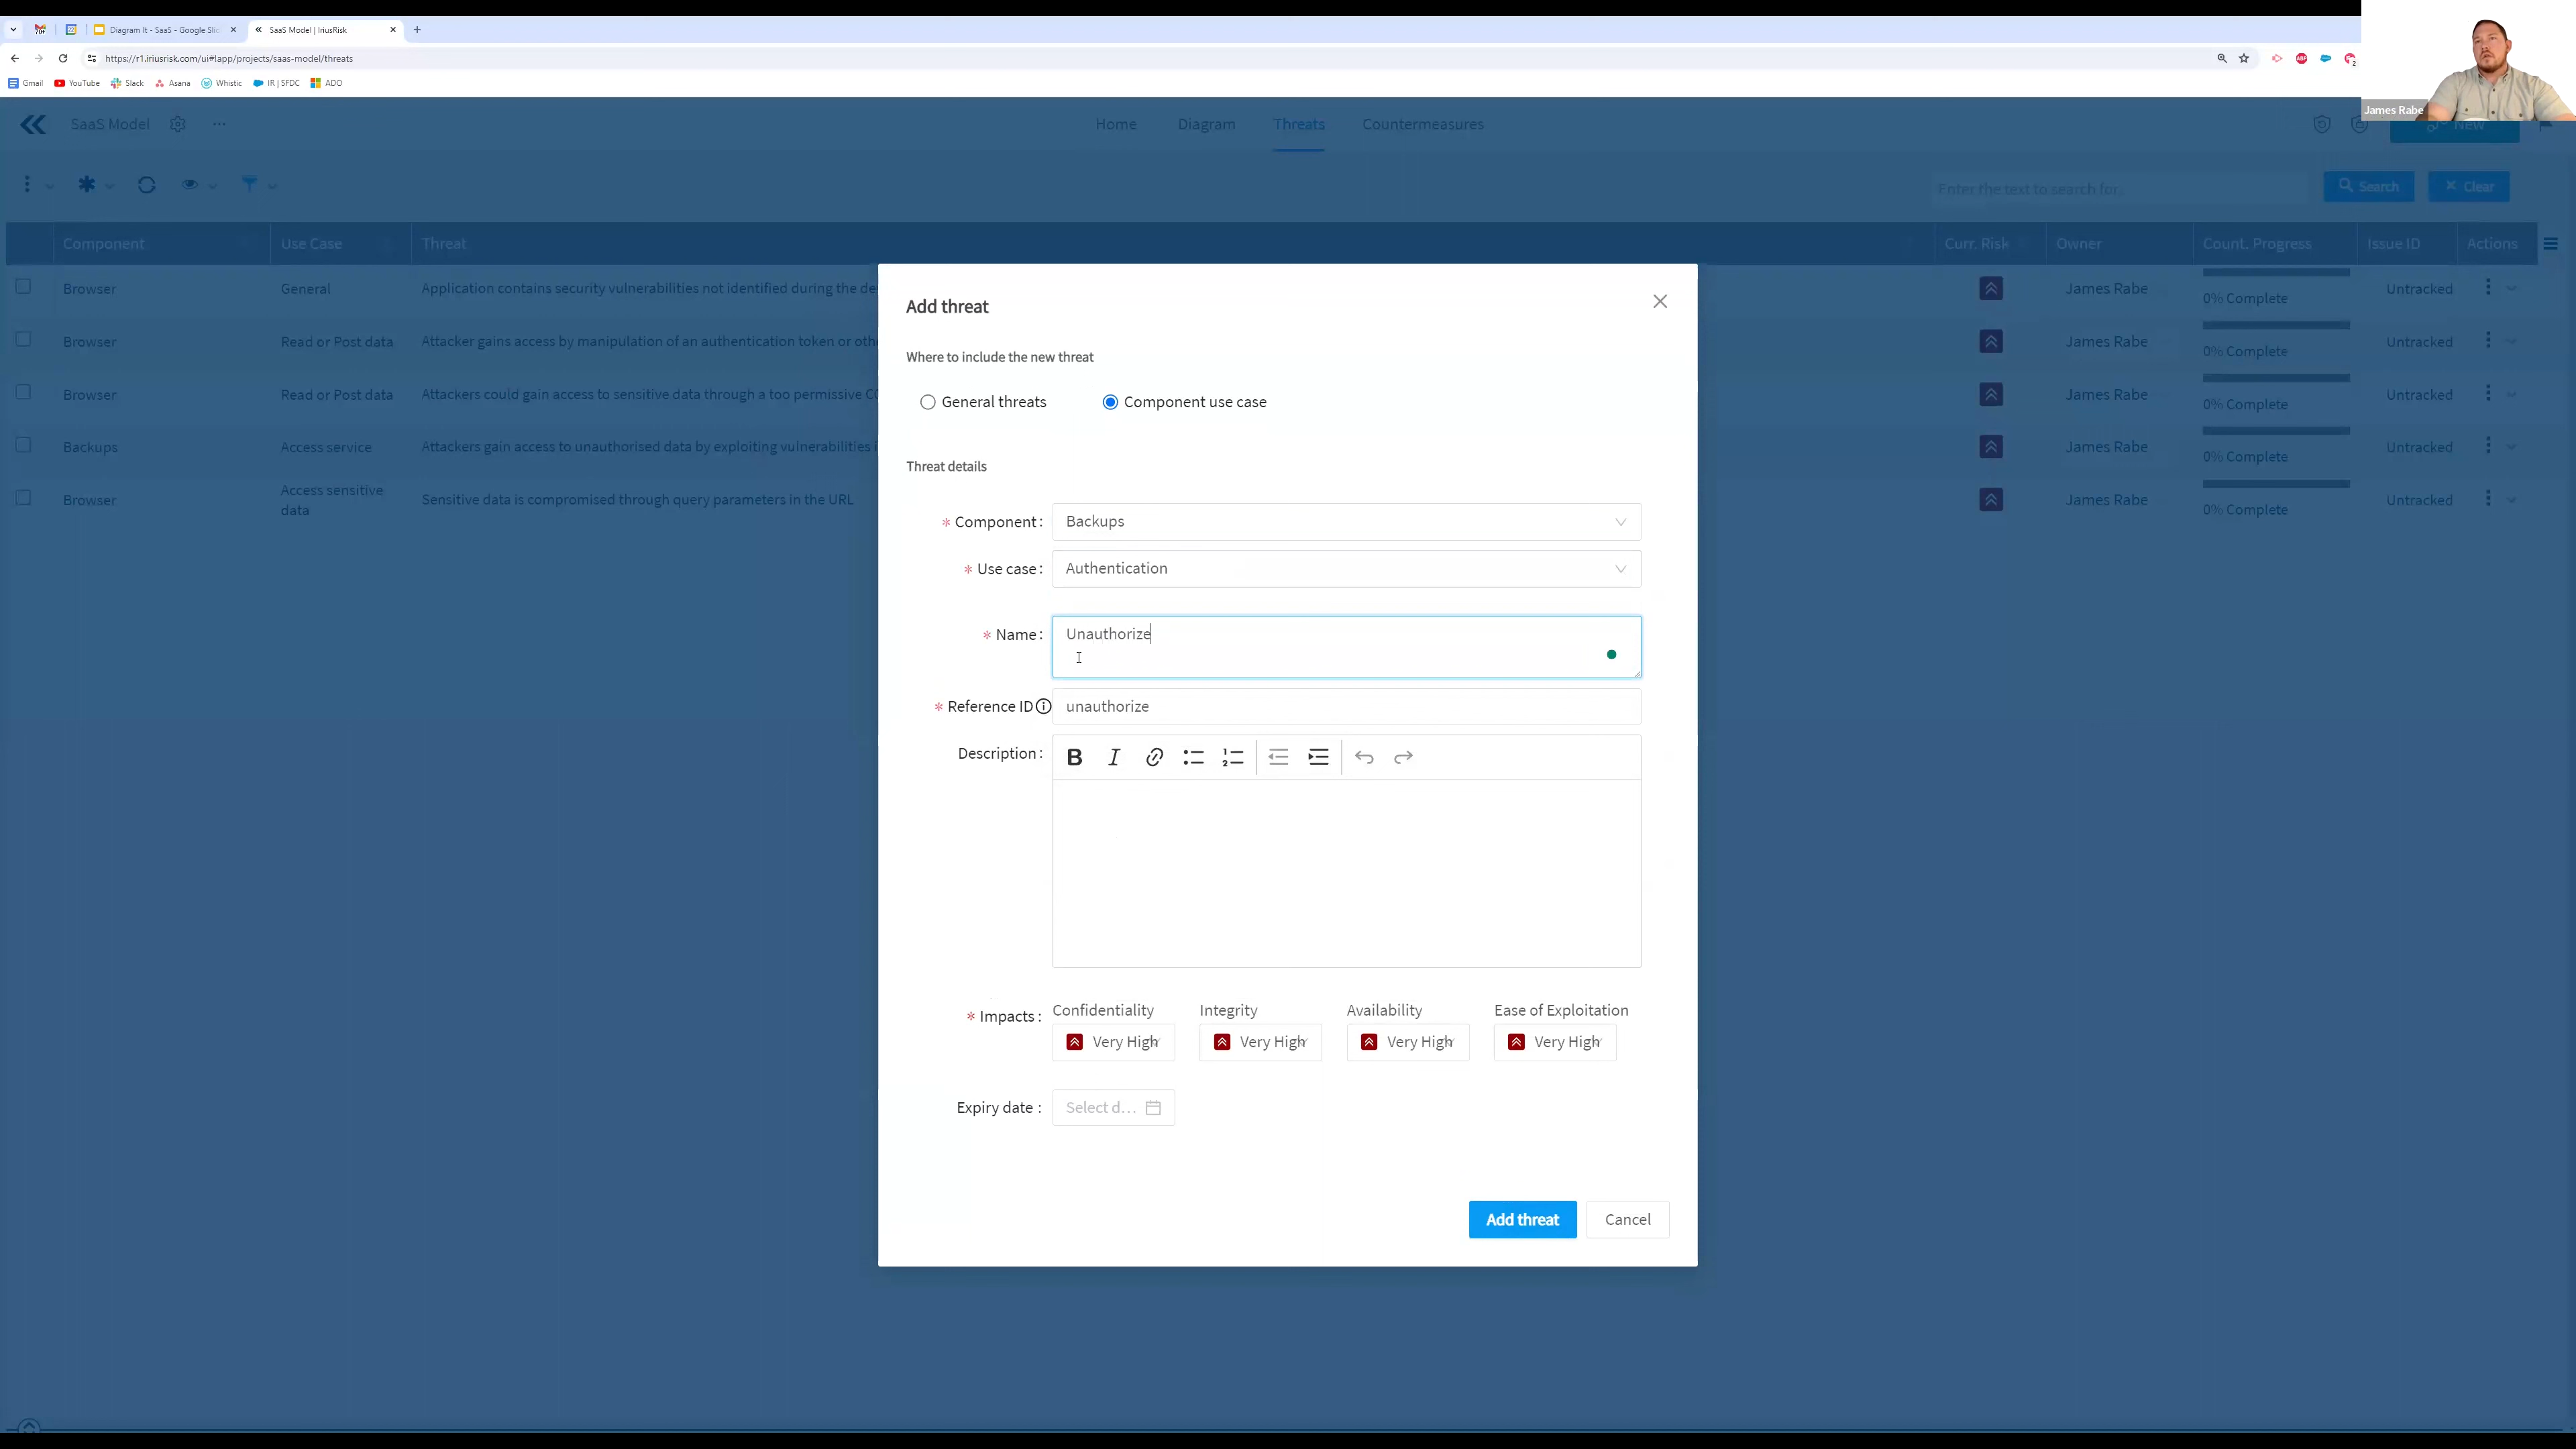 Diagram It - SaaS - Google Slid
SaaS Model | IriusRisk
https://r1.iriusrisk.com/ui#!app/projects/saas-model/threats
Gmail
YouTube
Slack
Asana
Whistic
IR | SFDC
ADO
James Rabe
SaaS Model
Home
Diagram
Threats
Countermeasures
New
Enter the text to search for.
Search
Clear
Component
Use Case
Threat
Curr. Risk
Owner
Count. Progress
Issue ID
Actions
Browser
General
Application contains security vulnerabilities not identified during the de
James Rabe
0% Complete
Untracked
Browser
Read or Post data
Attacker gains access by manipulation of an authentication token or oth
James Rabe
0% Complete
Untracked
Browser
Read or Post data
Attackers could gain access to sensitive data through a too permissive CO
James Rabe
0% Complete
Untracked
Backups
Access service
Attackers gain access to unauthorised data by exploiting vulnerabilities i
James Rabe
0% Complete
Untracked
Browser
Access sensitive
data
Sensitive data is compromised through query parameters in the URL
James Rabe
0% Complete
Untracked
Add threat
Where to include the new threat
General threats
Component use case
Threat details
* Component :
Backups
* Use case :
Authentication
* Name :
Unauthorize
* Reference ID
unauthorize
Description :
* Impacts :
Confidentiality
Integrity
Availability
Ease of Exploitation
Very High
Very High
Very High
Very High
Expiry date :
Select d...
Add threat
Cancel